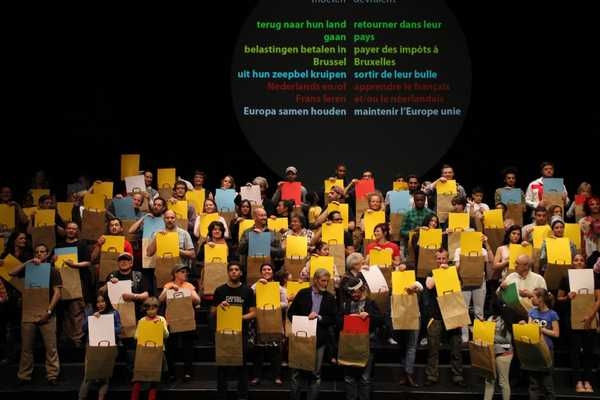 moeten devraient
terug naar hun land retourner dans leur
gaan pays
belastingen betalen in payer des impôts à
Brussel Bruxelles
uit hun zeepbel kruipen sortir de leur bulle
Nederlands en/of apprendre le français
Frans leren et/ou le néerlandais
Europa samen houden maintenir l'Europe unie